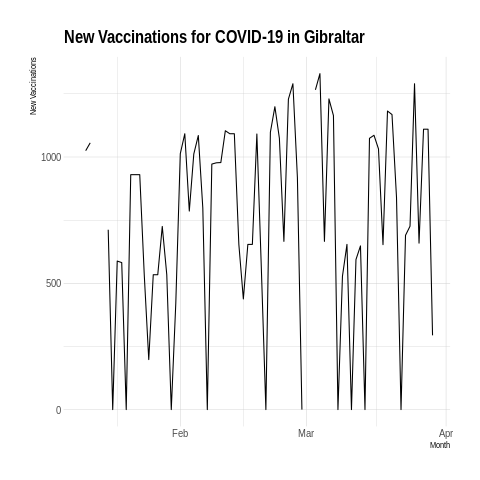 New Vaccinations for COVID-19 in Gibraltar
New Vaccinations
1000
500
0
Feb
Mar
Apr
Month